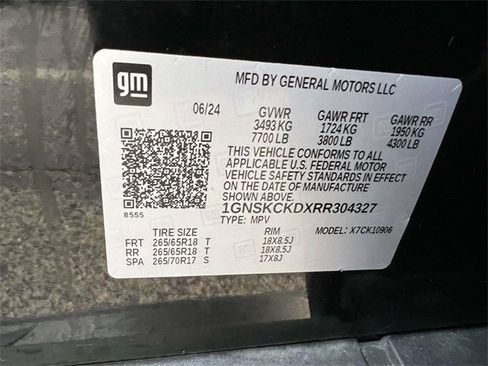 gm
MFD BY GENERAL MOTORS LLC
06/24 GVWR GAWR FRT GAWR RR
3493 KG 1724 KG 1950 KG
7700 LB 3800 LB 4300 LB
THIS VEHICLE CONFORMS TO ALL
APPLICABLE U.S. FEDERAL MOTOR
VEHICLE SAFETY STANDARDS IN EFFECT
ON THE DATE OF MANUFACTURE
SHOWN ABOVE.
8555 1GNSKCKDXRR304327
TYPE: MPV MODEL: X7CK10906
TIRE SIZE RIM
FRT 265/65R18 T 18X8.5J
RR 265/65R18 T 18X8.5J
SPA 265/70R17 S 17X8J